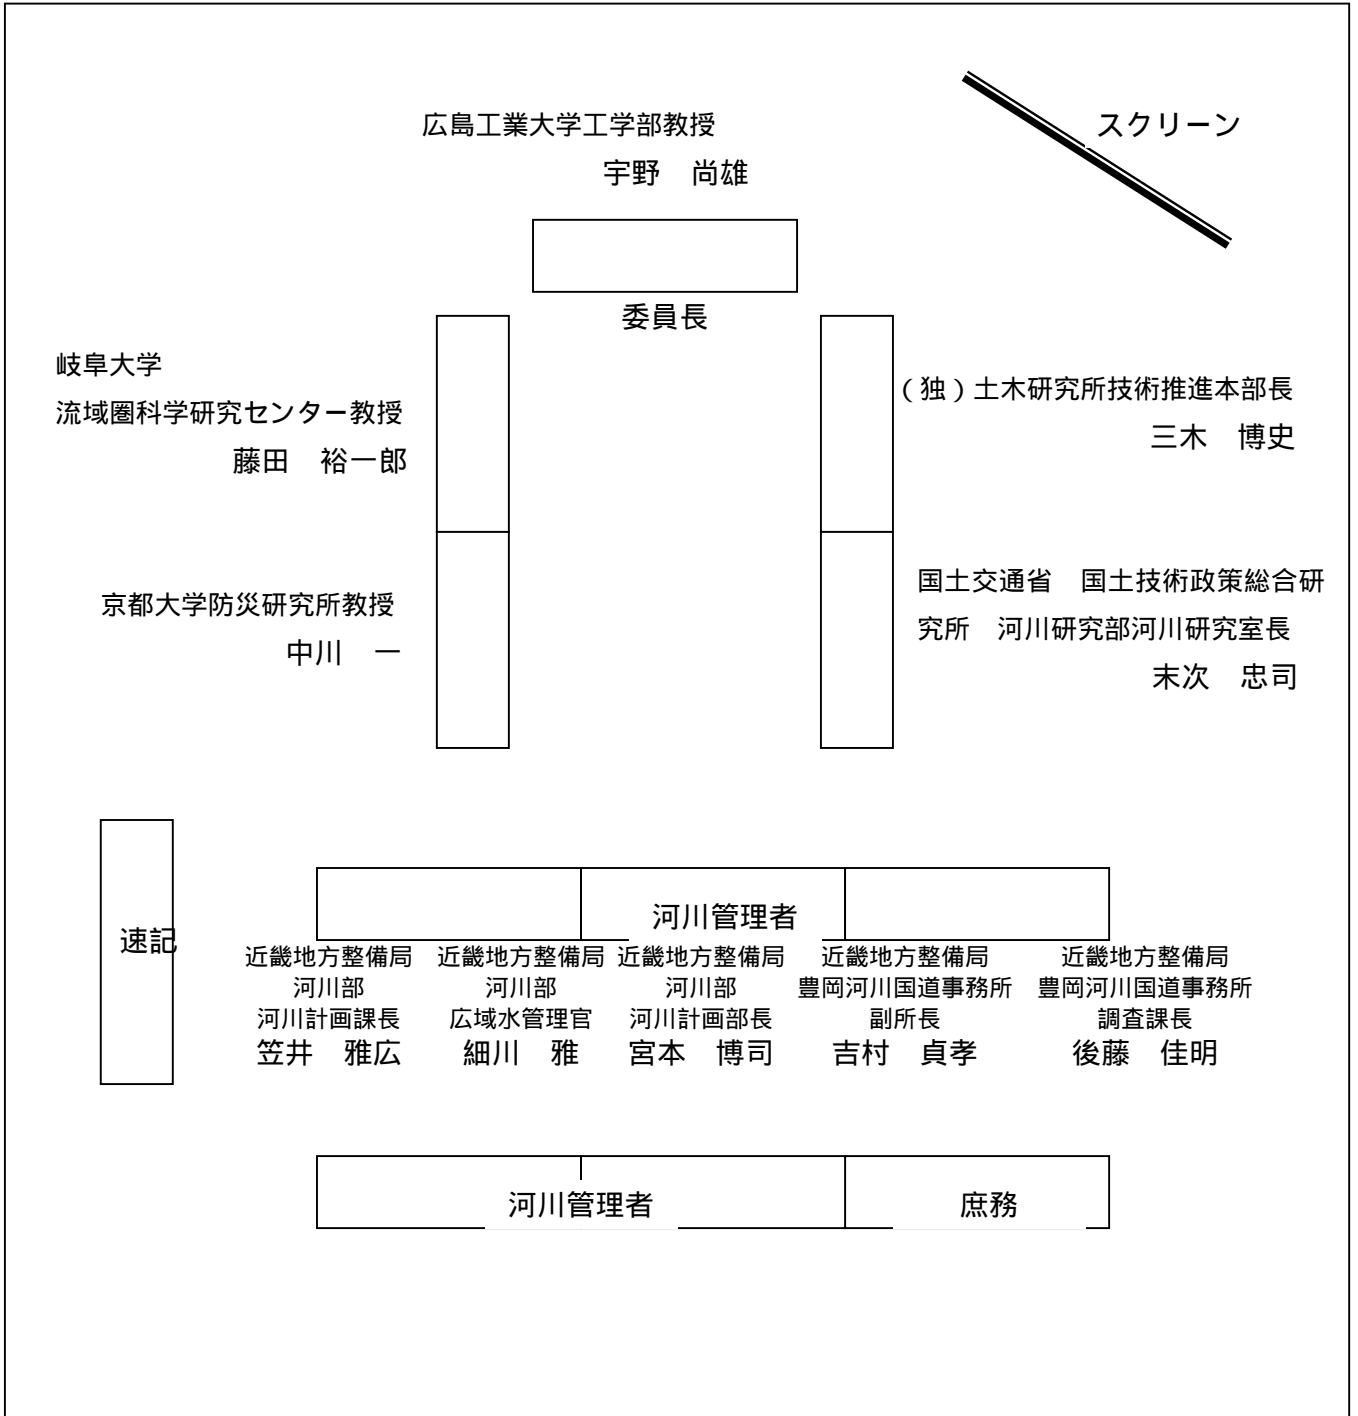 広島工業大学工学部教授
宇野　尚雄
スクリーン
委員長
岐阜大学
流域圏科学研究センター教授
藤田　裕一郎
（独）土木研究所技術推進本部長
三木　博史
京都大学防災研究所教授
中川　一
国土交通省　国土技術政策総合研
究所　河川研究部河川研究室長
末次　忠司
速記
河川管理者
近畿地方整備局
河川部
河川計画課長
笠井　雅広
近畿地方整備局
河川部
広域水管理官
細川　雅
近畿地方整備局
河川部
河川計画部長
宮本　博司
近畿地方整備局
豊岡河川国道事務所
副所長
吉村　貞孝
近畿地方整備局
豊岡河川国道事務所
調査課長
後藤　佳明
河川管理者
庶務